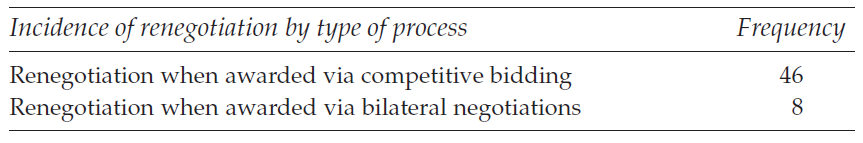 Incidence of renegotiation by type of process Frequency
Renegotiation when awarded via competitive bidding 46
Renegotiation when awarded via bilateral negotiations 8